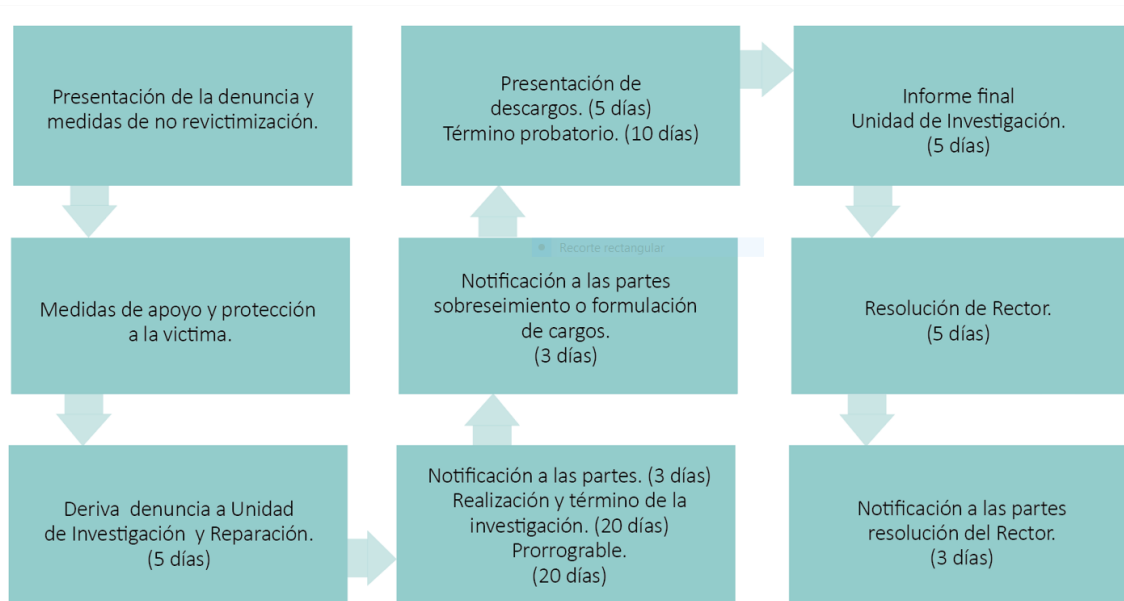 Presentación de la denuncia y
medidas de no revictimización.
Medidas de apoyo y protección
a la victima.
Deriva denuncia a Unidad
de Investigación y Reparación.
(5 días)
Notificación a las partes. (3 días)
Realización y término de la
investigación. (20 días)
Prorrograble.
(20 días)
Notificación a las partes
sobreseimiento o formulación
de cargos.
(3 días)
Recorte rectangular
Presentación de
descargos. (5 días)
Término probatorio. (10 días)
Informe final
Unidad de Investigación.
(5 días)
Resolución de Rector.
(5 días)
Notificación a las partes
resolución del Rector.
(3 días)